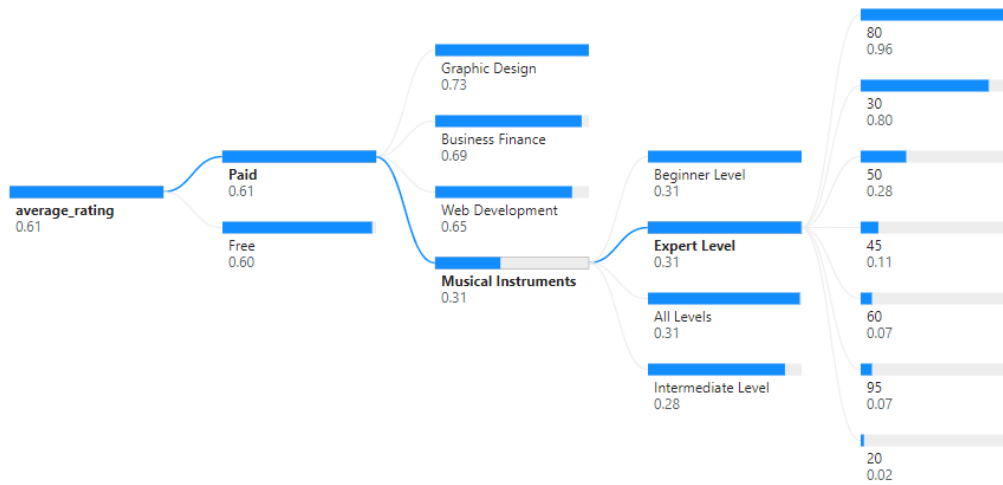 average_rating
0.61
Paid
0.61
Free
0.60
Graphic Design
0.73
Business Finance
0.69
Web Development
0.65
Musical Instruments
0.31
Beginner Level
0.31
Expert Level
0.31
All Levels
0.31
Intermediate Level
0.28
80
0.96
30
0.80
50
0.28
45
0.11
60
0.07
95
0.07
20
0.02